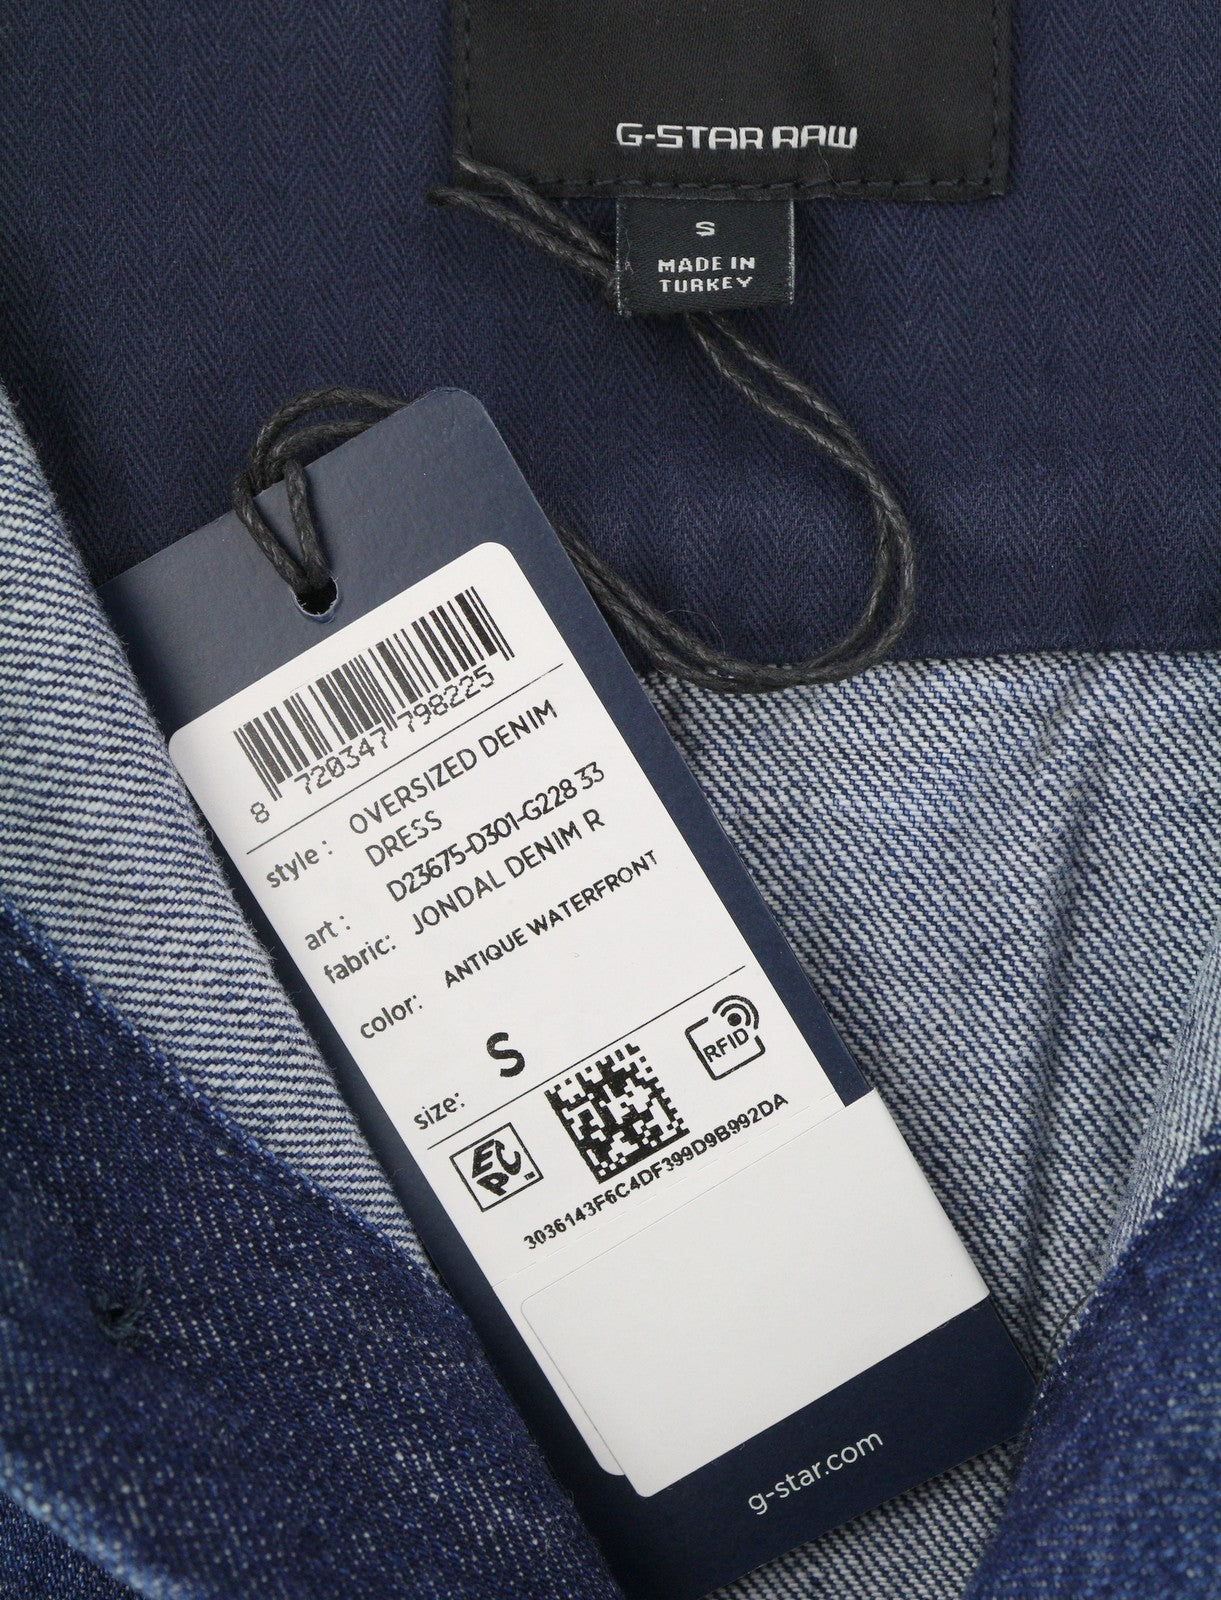 G-STAR RAW
S
MADE IN
TURKEY
8 720347 798225
style : OVERSIZED DENIM
DRESS
art : D23675-D301-G228 33
fabric: JONDAL DENIM R
color: ANTIQUE WATERFRONT
size: S
EPC
RFID
3036143F6C4DF399D9B992DA
g-star.com